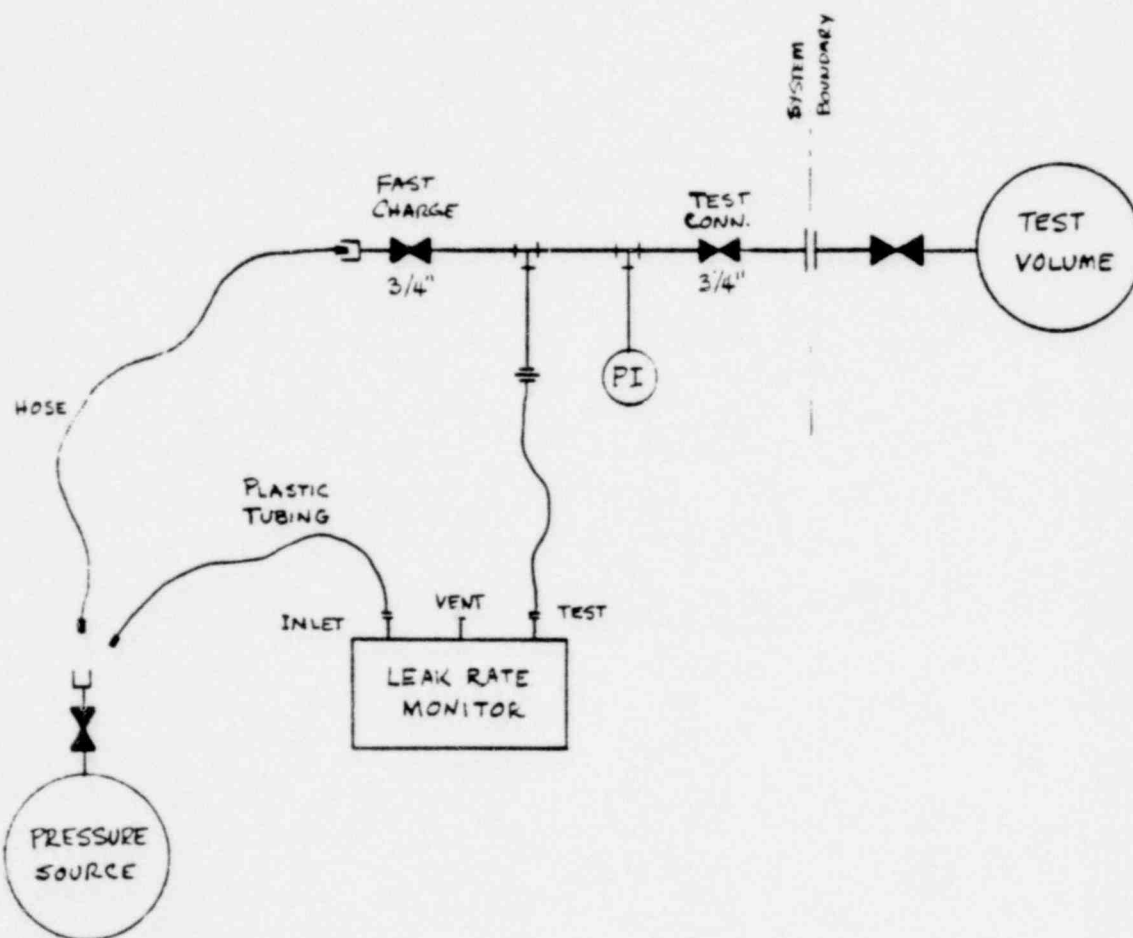 SYSTEM
BOUNDARY
FAST
CHARGE
3/4"
TEST
CONN.
3/4"
TEST
VOLUME
PI
HOSE
PLASTIC
TUBING
INLET
VENT
TEST
LEAK RATE
MONITOR
PRESSURE
SOURCE